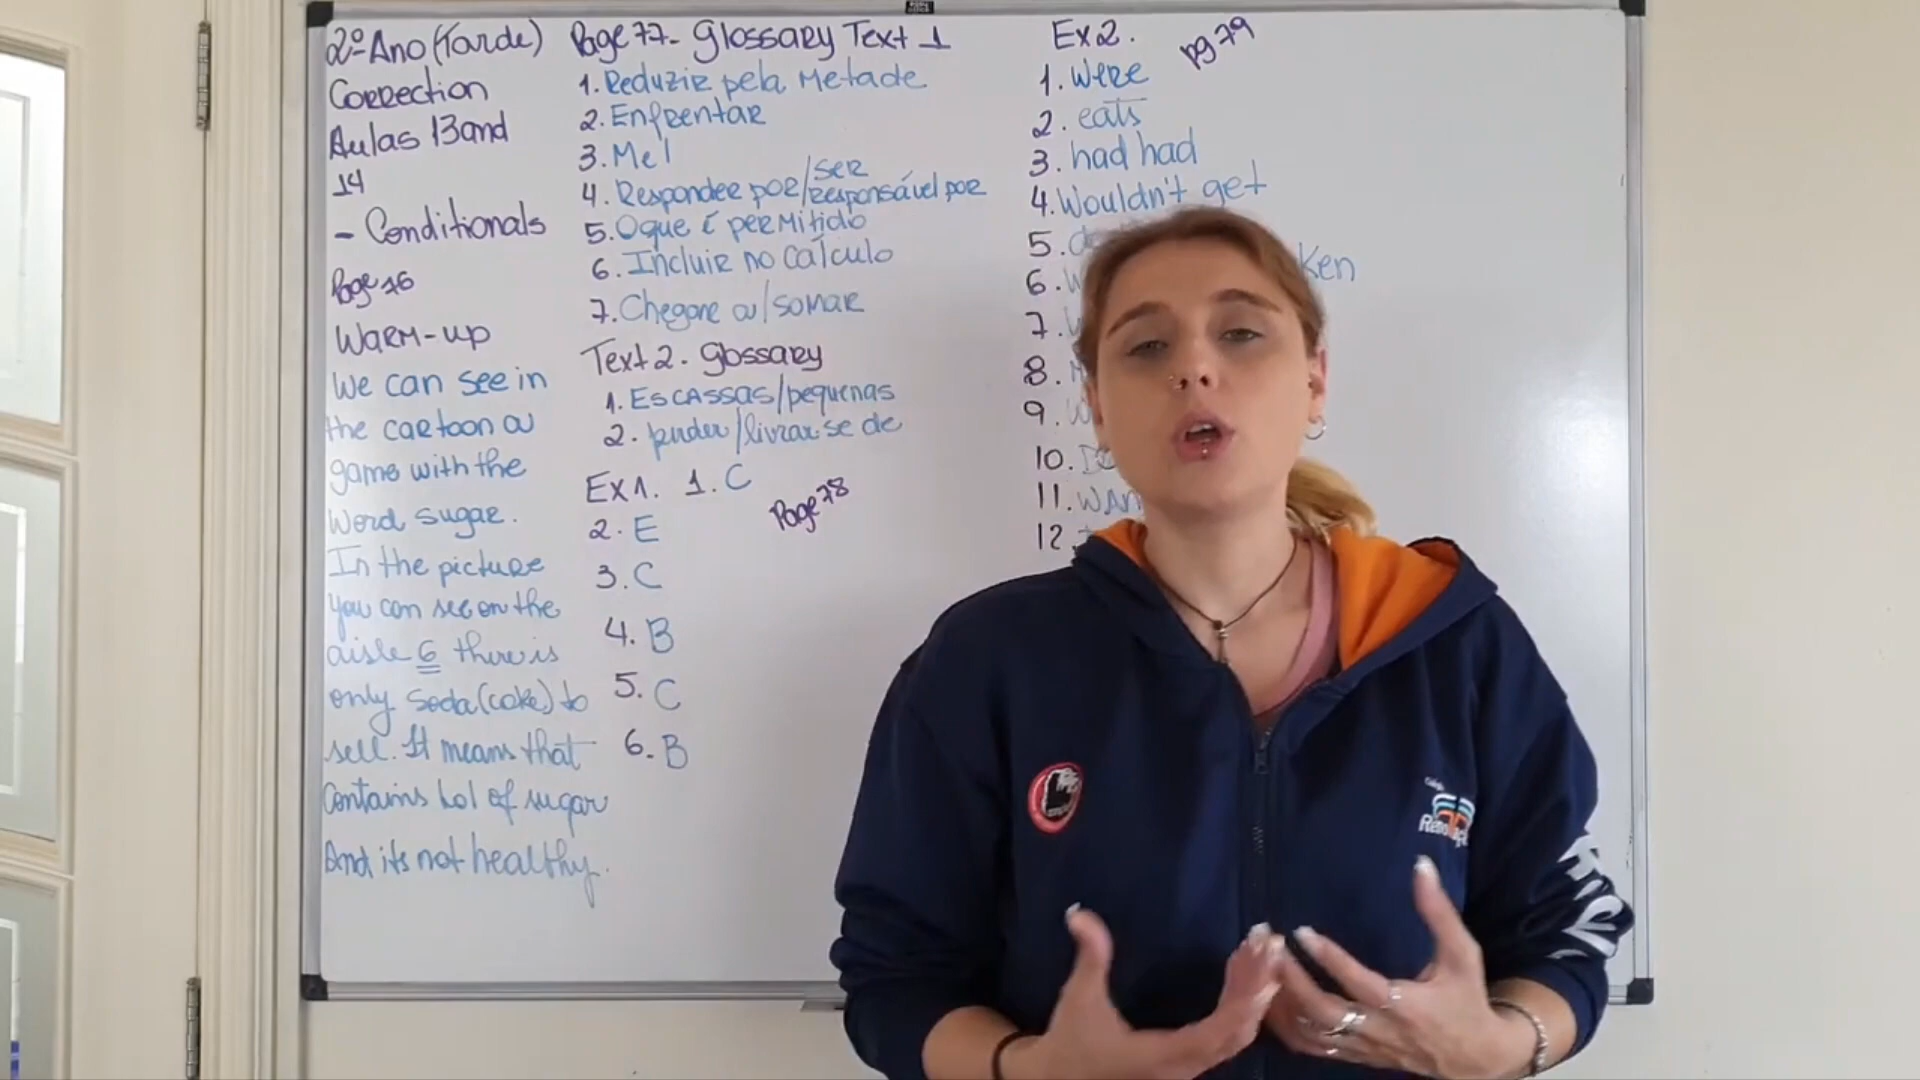 2º Ano (Tarde)
Correction
Aulas 13 and
14
- Conditionals
Page 76
Warm-up
We can see in
the cartoon a
game with the
Word sugar.
In the picture
you can see on the
aisle 6 there is
only soda (coke) to
sell. It means that
Contains lot of sugar
And its not healthy.
Page 77 - Glossary Text 1
1. Reduzir pela Metade
2. Enfrentar
3. Mel
4. Responder por/ser responsável por
5. O que é permitido
6. Incluir no cálculo
7. Chegare a/somar
Text 2. Glossary
1. Escassas/pequenas
2. /livrar.se de
Ex 1. 1. C
Page 78
2. E
3. C
4. B
5. C
6. B
Ex 2. pg 79
1. Were
2. eats
3. had had
4. Wouldn't get
5.
6. W ken
7.
8.
9. W
10.
11. wan
12.